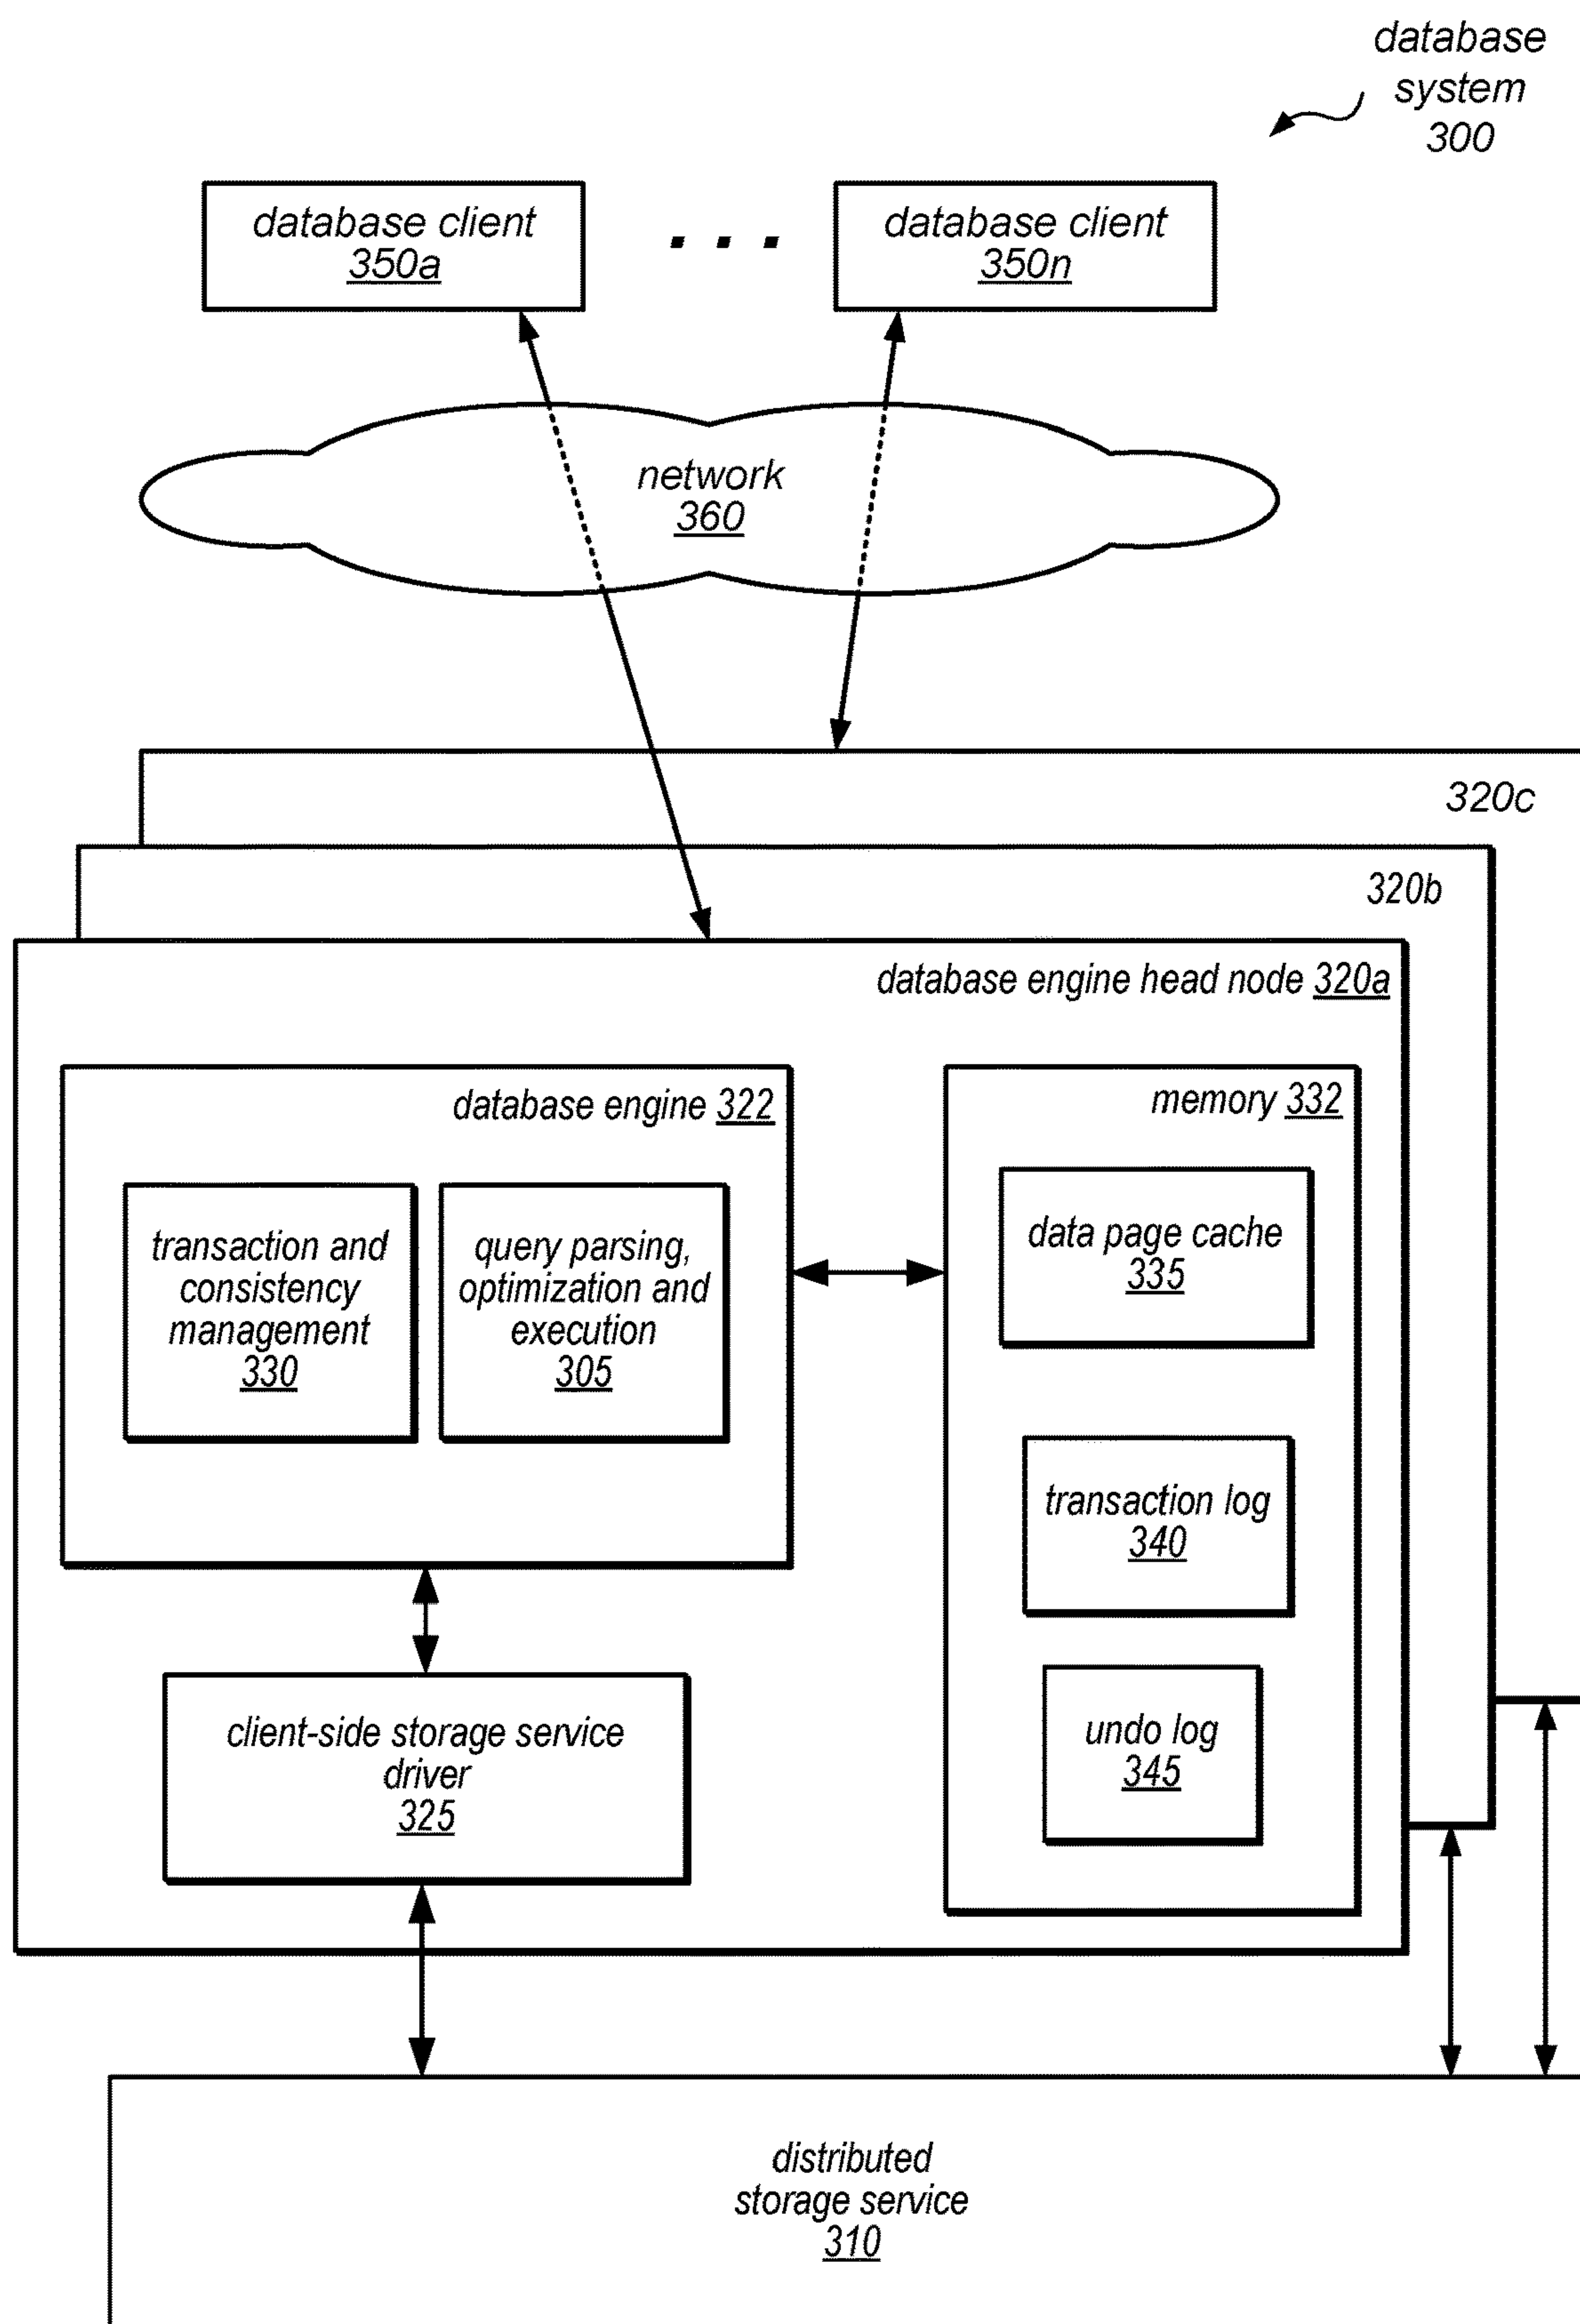 database
system
300
database client
350a
. . .
database client
350n
network
360
320c
320b
database engine head node 320a
database engine 322
memory 332
transaction and
consistency
management
330
query parsing,
optimization and
execution
305
data page cache
335
transaction log
340
undo log
345
client-side storage service
driver
325
distributed
storage service
310